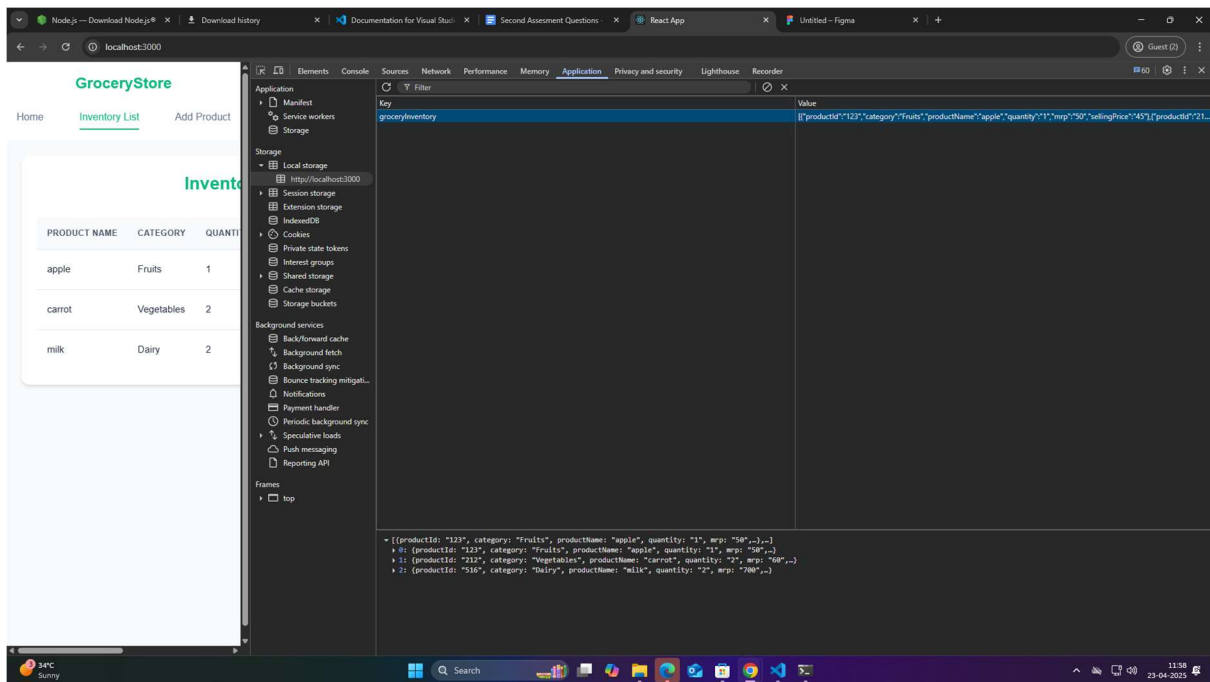 Node.js — Download Node.js®
Download history
Documentation for Visual Studi
Second Assesment Questions -
React App
Untitled – Figma
localhost:3000
Guest (2)
GroceryStore
Home Inventory List Add Product
Invento
PRODUCT NAME CATEGORY QUANTI
apple Fruits 1
carrot Vegetables 2
milk Dairy 2
Elements Console Sources Network Performance Memory Application Privacy and security Lighthouse Recorder
60
Application
Manifest
Service workers
Storage
Storage
Local storage
http://localhost:3000
Session storage
Extension storage
IndexedDB
Cookies
Private state tokens
Interest groups
Shared storage
Cache storage
Storage buckets
Background services
Back/forward cache
Background fetch
Background sync
Bounce tracking mitigati...
Notifications
Payment handler
Periodic background sync
Speculative loads
Push messaging
Reporting API
Frames
top
Filter
Key Value
groceryInventory [{"productId":"123","category":"Fruits","productName":"apple","quantity":"1","mrp":"50","sellingPrice":"45"},{"productId":"21...
[{productId: "123", category: "Fruits", productName: "apple", quantity: "1", mrp: "50",…},…]
0: {productId: "123", category: "Fruits", productName: "apple", quantity: "1", mrp: "50",…}
1: {productId: "212", category: "Vegetables", productName: "carrot", quantity: "2", mrp: "60",…}
2: {productId: "516", category: "Dairy", productName: "milk", quantity: "2", mrp: "700",…}
3
34°C
Sunny
Search
11:58
23-04-2025